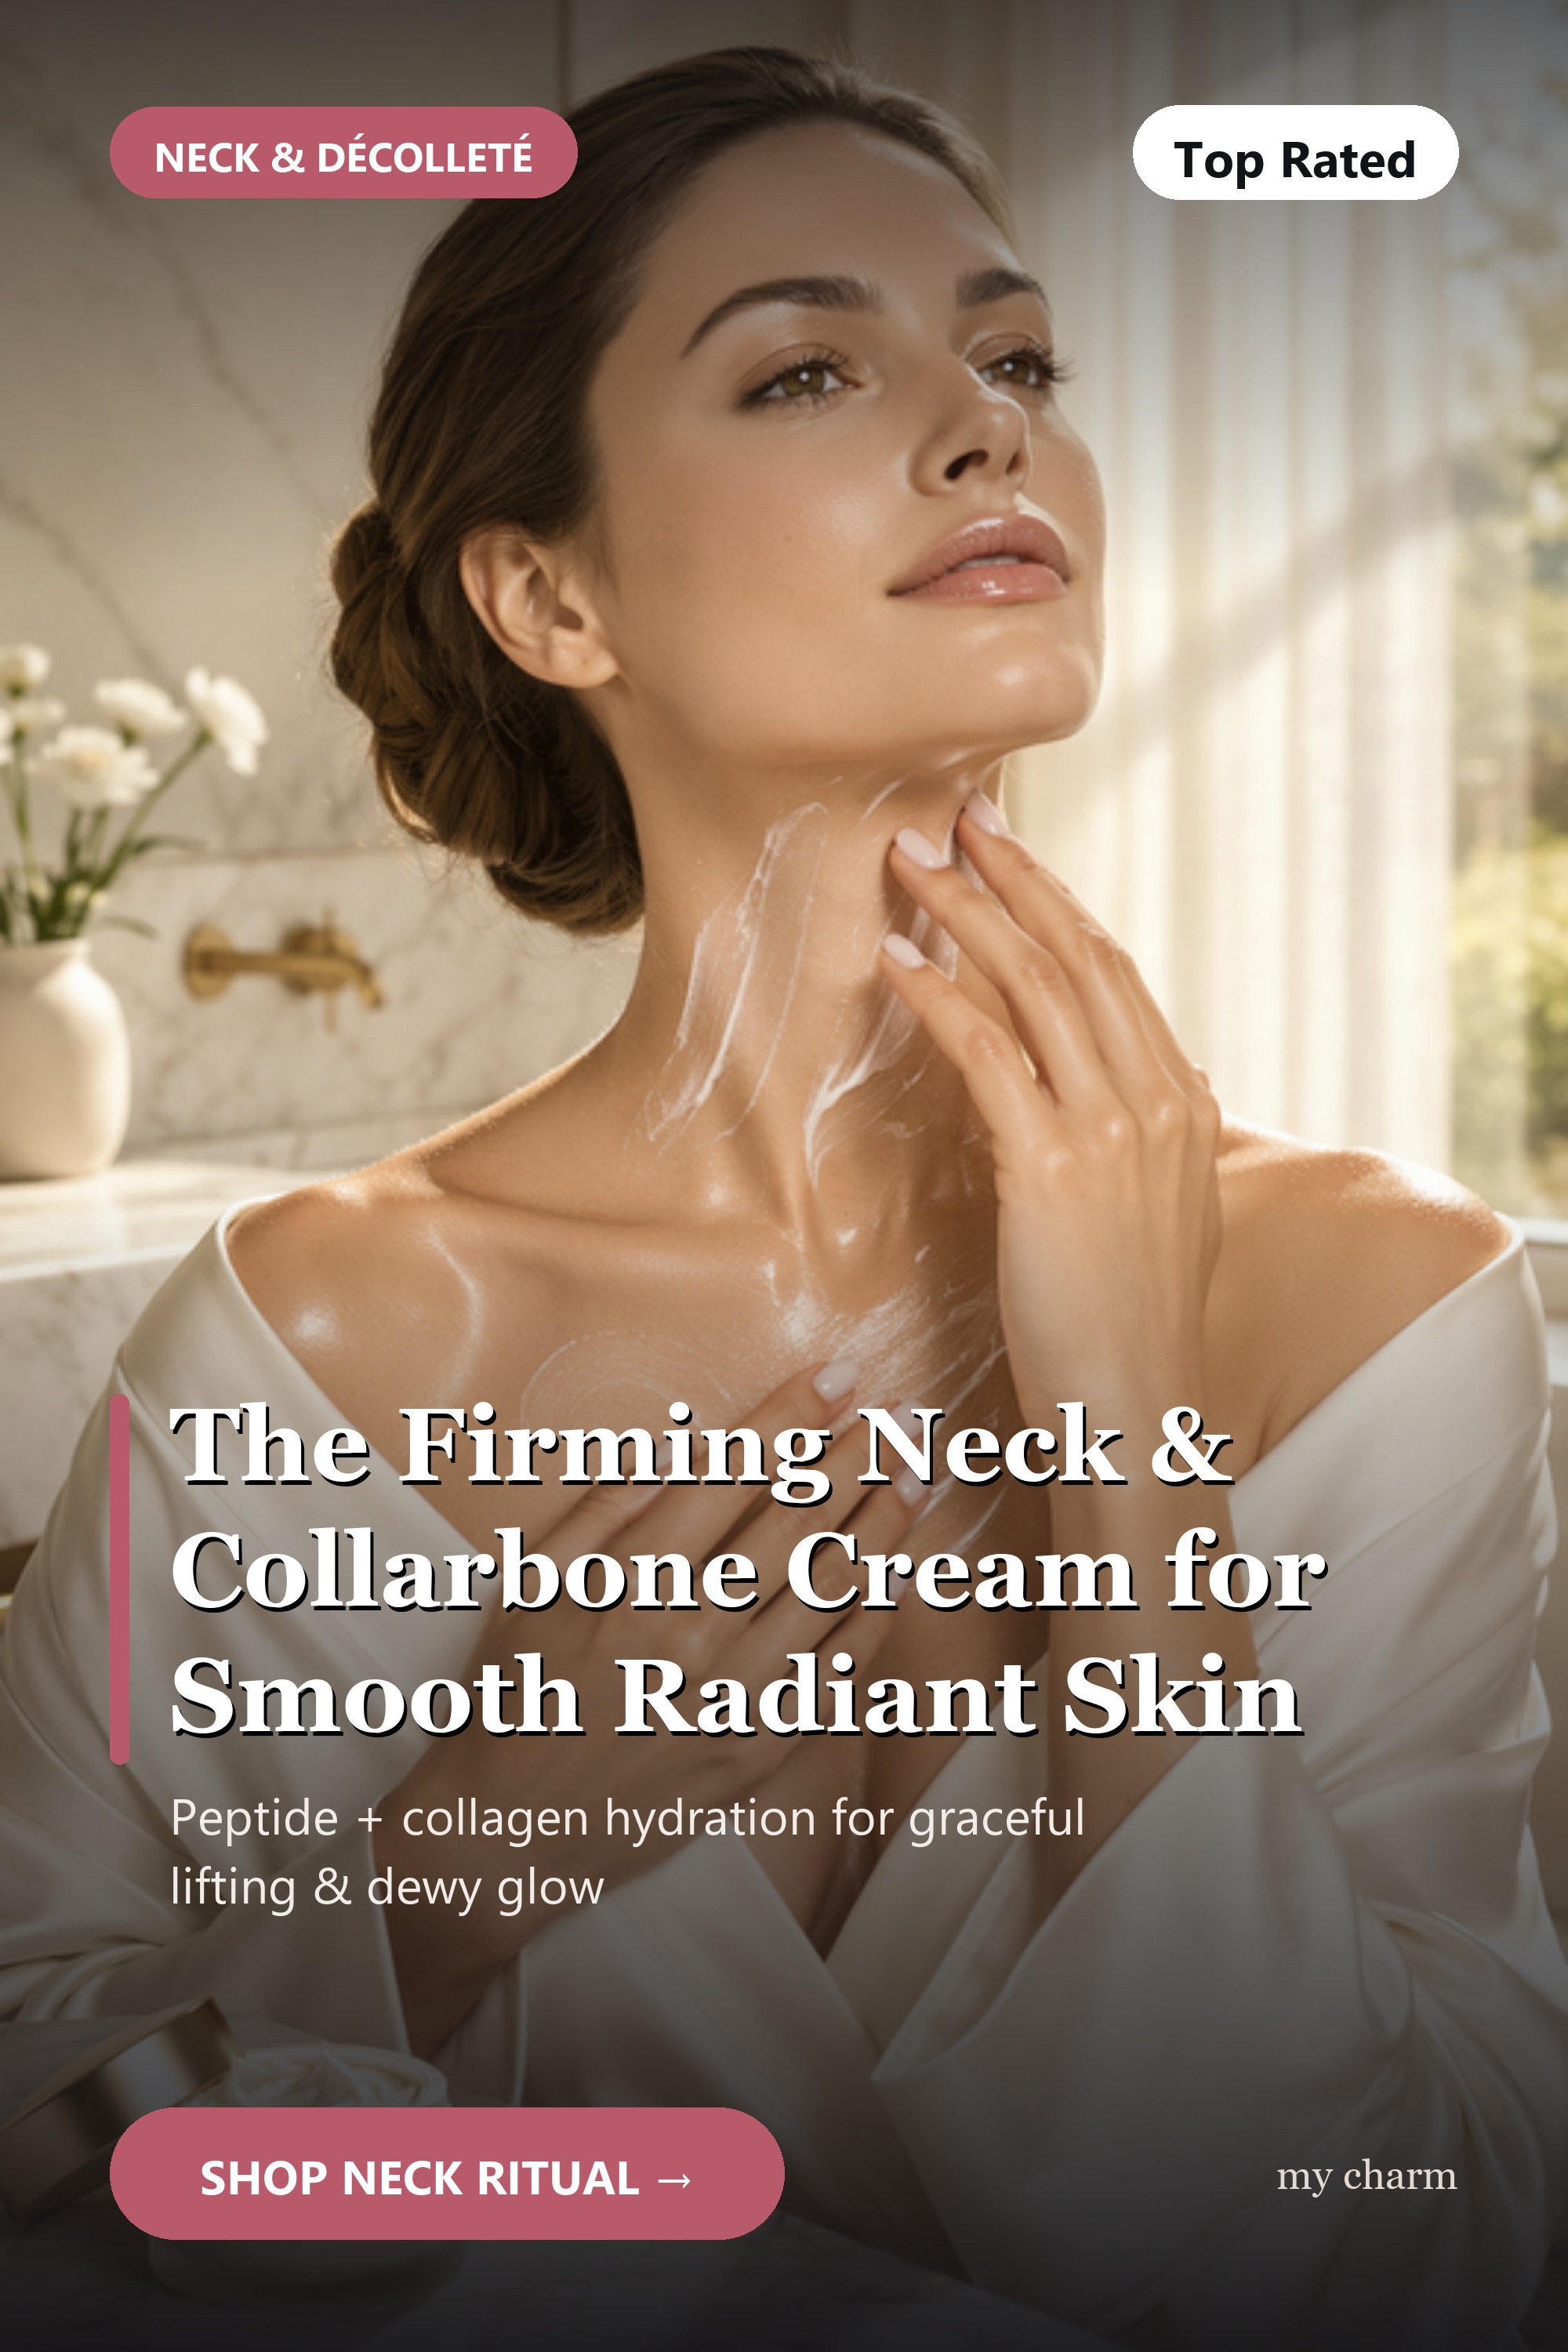 NECK & DÉCOLLETÉ
Top Rated
The Firming Neck &
Collarbone Cream for
Smooth Radiant Skin
Peptide + collagen hydration for graceful
lifting & dewy glow
SHOP NECK RITUAL →
my charm